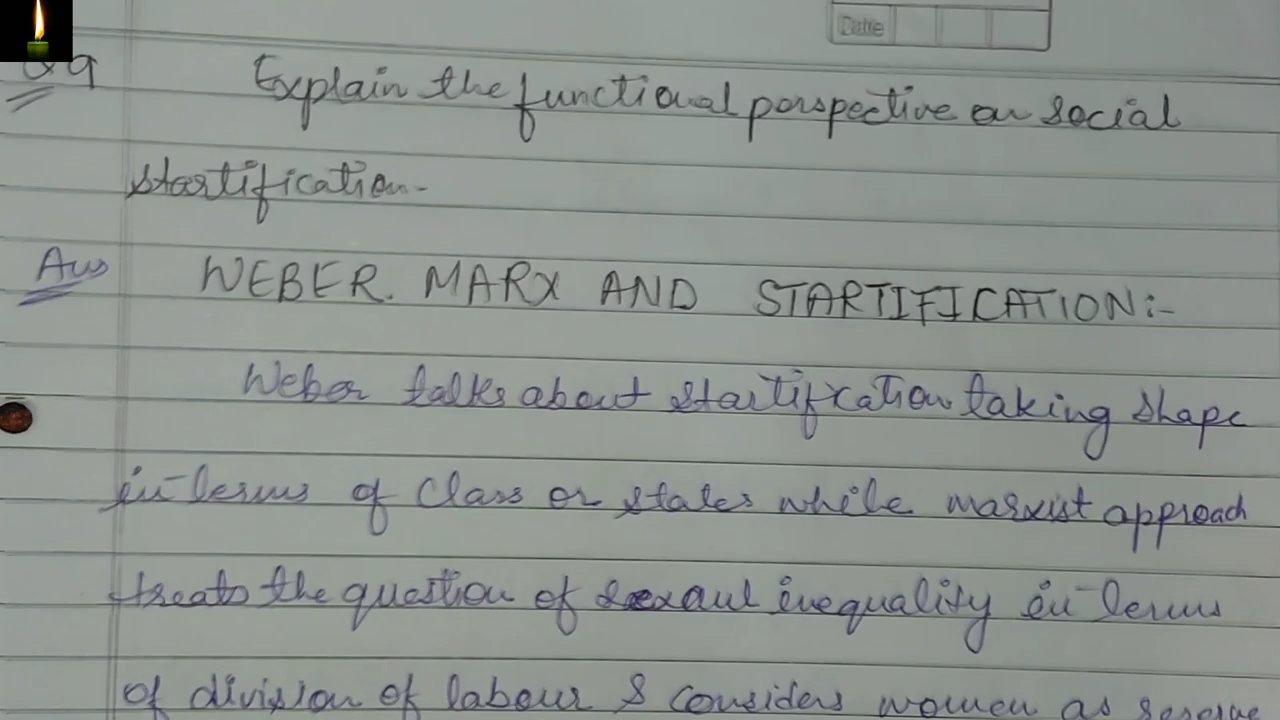 Date
Q9 Explain the functional perspective on social
startification-
Ans WEBER. MARX AND STARTIFICATION:-
Weber talks about startification taking shape
in terms of Class or states while marxist approach
treats the question of sexaul inequality in terms
of division of labour & considers women as reserve